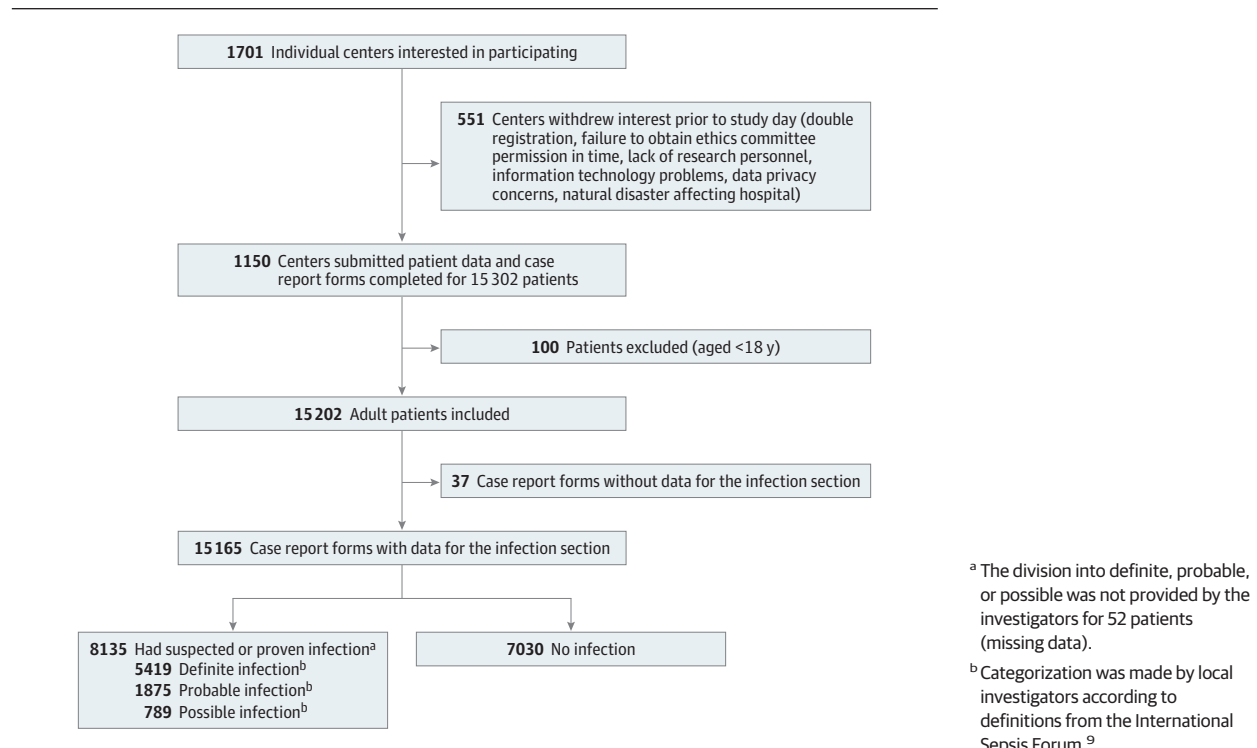 1701 Individual centers interested in participating
551 Centers withdrew interest prior to study day (double
registration, failure to obtain ethics committee
permission in time, lack of research personnel,
information technology problems, data privacy
concerns, natural disaster affecting hospital)
1150 Centers submitted patient data and case
report forms completed for 15 302 patients
100 Patients excluded (aged <18 y)
15 202 Adult patients included
37 Case report forms without data for the infection section
15 165 Case report forms with data for the infection section
8135 Had suspected or proven infectionᵃ
5419 Definite infectionᵇ
1875 Probable infectionᵇ
789 Possible infectionᵇ
7030 No infection
ᵃ The division into definite, probable,
or possible was not provided by the
investigators for 52 patients
(missing data).
ᵇ Categorization was made by local
investigators according to
definitions from the International
Sepsis Forum.⁹